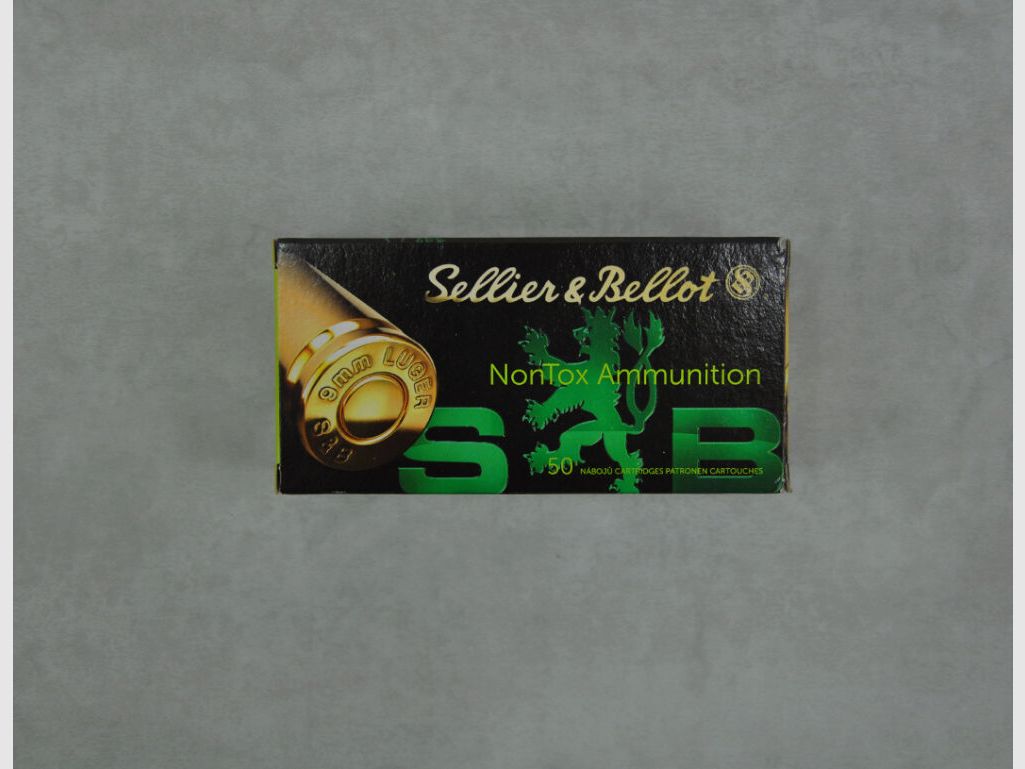 Sellier & Bellot
NonTox Ammunition
9mm LUGER
S&B
S B
50 NÁBOJŮ CARTRIDGES PATRONEN CARTOUCHES